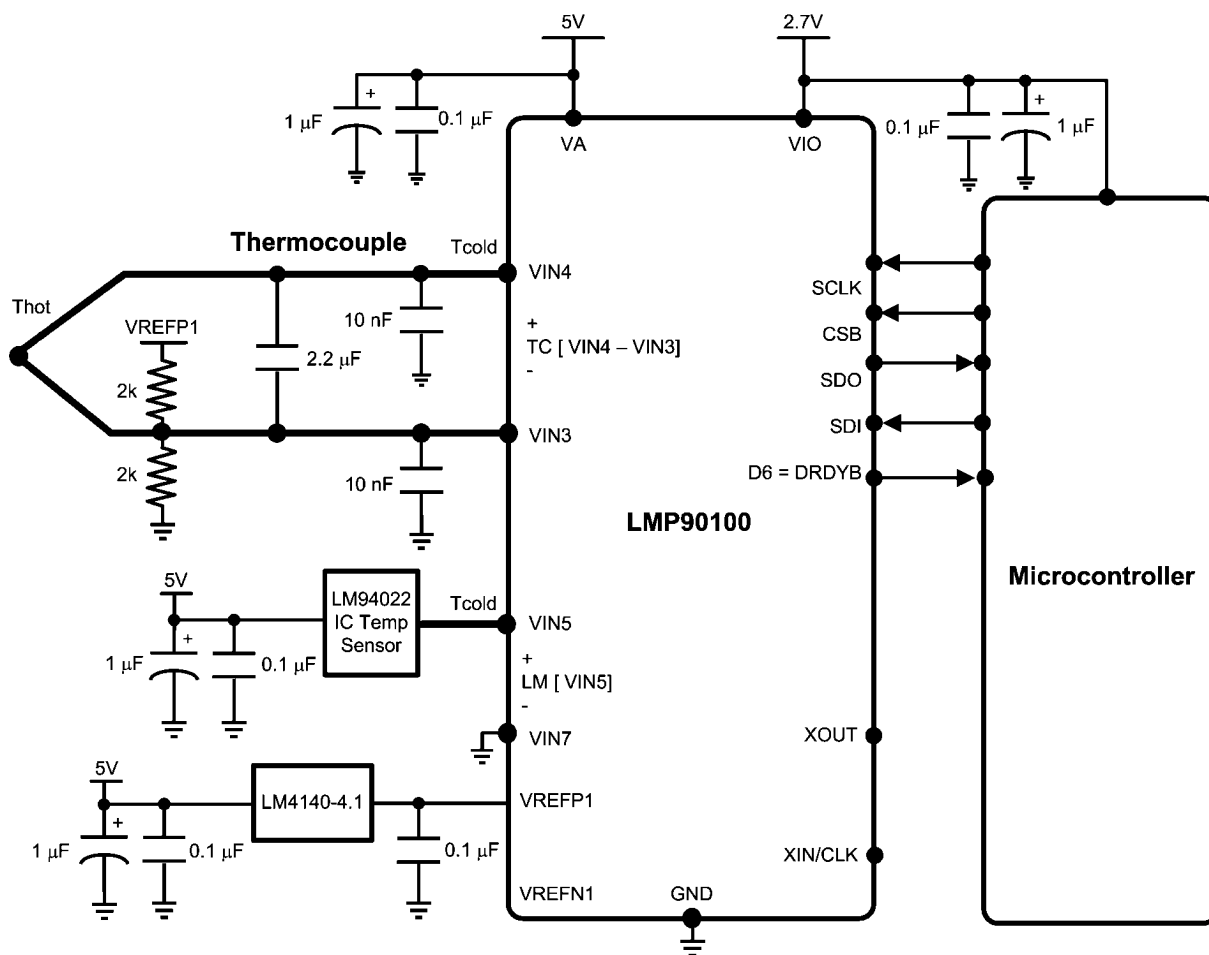 5V
2.7V
+
1 µF
0.1 µF
VA
VIO
0.1 µF
+
1 µF
Thermocouple
Tcold
VIN4
Thot
VREFP1
2k
2.2 µF
10 nF
+
TC [ VIN4 – VIN3]
-
VIN3
2k
10 nF
SCLK
CSB
SDO
SDI
D6 = DRDYB
LMP90100
Microcontroller
5V
+
1 µF
0.1 µF
LM94022
IC Temp
Sensor
Tcold
VIN5
+
LM [ VIN5]
-
VIN7
XOUT
5V
+
1 µF
0.1 µF
LM4140-4.1
0.1 µF
VREFP1
VREFN1
GND
XIN/CLK